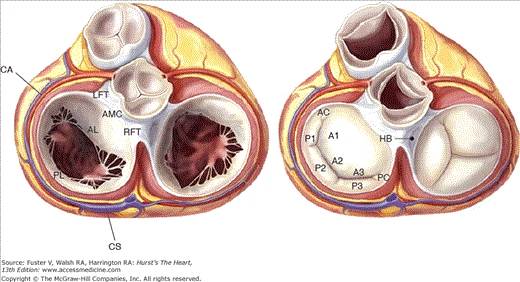 CA
LFT
AMC
AL
RFT
PL
CS
AC
P1
A1
HB
P2
A2
A3
PC
P3
Source: Fuster V, Walsh RA, Harrington RA: Hurst's The Heart,
13th Edition: www.accessmedicine.com
Copyright © The McGraw-Hill Companies, Inc. All rights reserved.